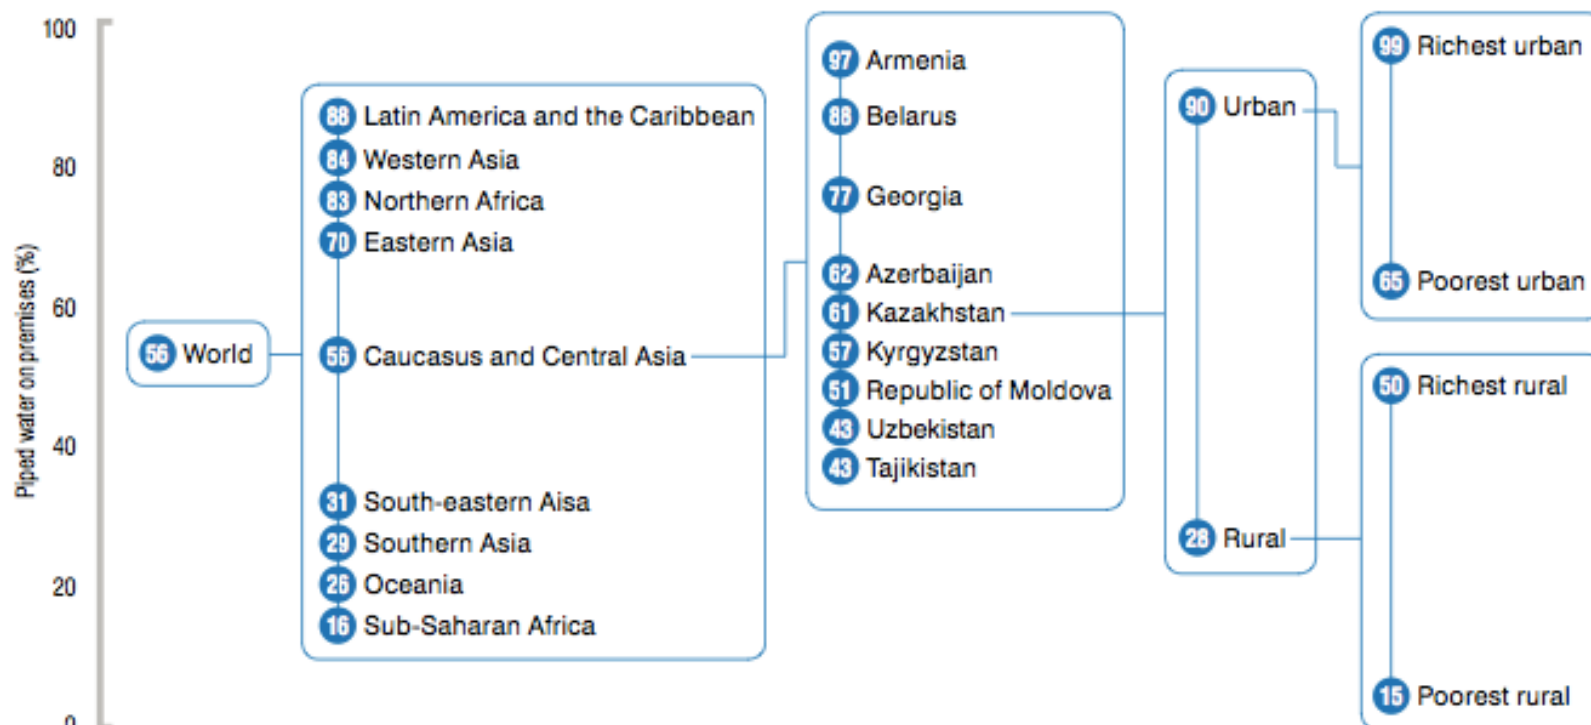 Piped water on premises (%)
100
80
60
40
20
0
56 World
88 Latin America and the Caribbean
84 Western Asia
83 Northern Africa
70 Eastern Asia
56 Caucasus and Central Asia
31 South-eastern Aisa
29 Southern Asia
26 Oceania
16 Sub-Saharan Africa
97 Armenia
88 Belarus
77 Georgia
62 Azerbaijan
61 Kazakhstan
57 Kyrgyzstan
51 Republic of Moldova
43 Uzbekistan
43 Tajikistan
90 Urban
28 Rural
99 Richest urban
65 Poorest urban
50 Richest rural
15 Poorest rural